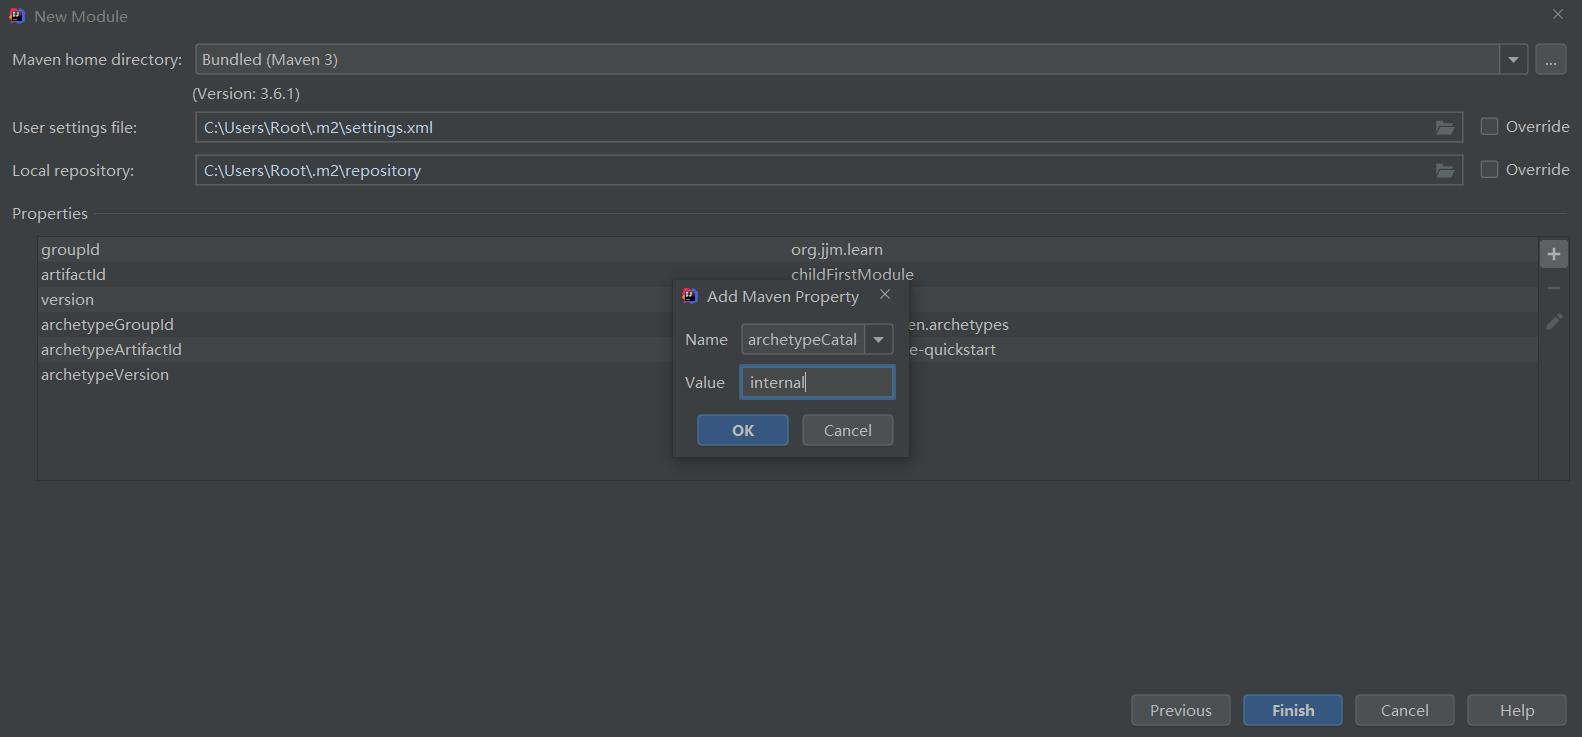 New Module
Maven home directory: Bundled (Maven 3) ...
(Version: 3.6.1)
User settings file: C:\Users\Root\.m2\settings.xml Override
Local repository: C:\Users\Root\.m2\repository Override
Properties
groupId org.jjm.learn
artifactId childFirstModule
version
archetypeGroupId en.archetypes
archetypeArtifactId e-quickstart
archetypeVersion
Add Maven Property
Name archetypeCatal
Value internal
OK Cancel
Previous Finish Cancel Help